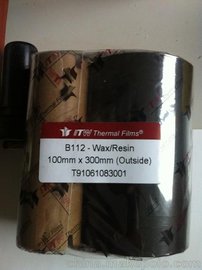 ITW Thermal Films®
B112 - Wax/Resin
100mm x 300mm (Outside)
T91061083001